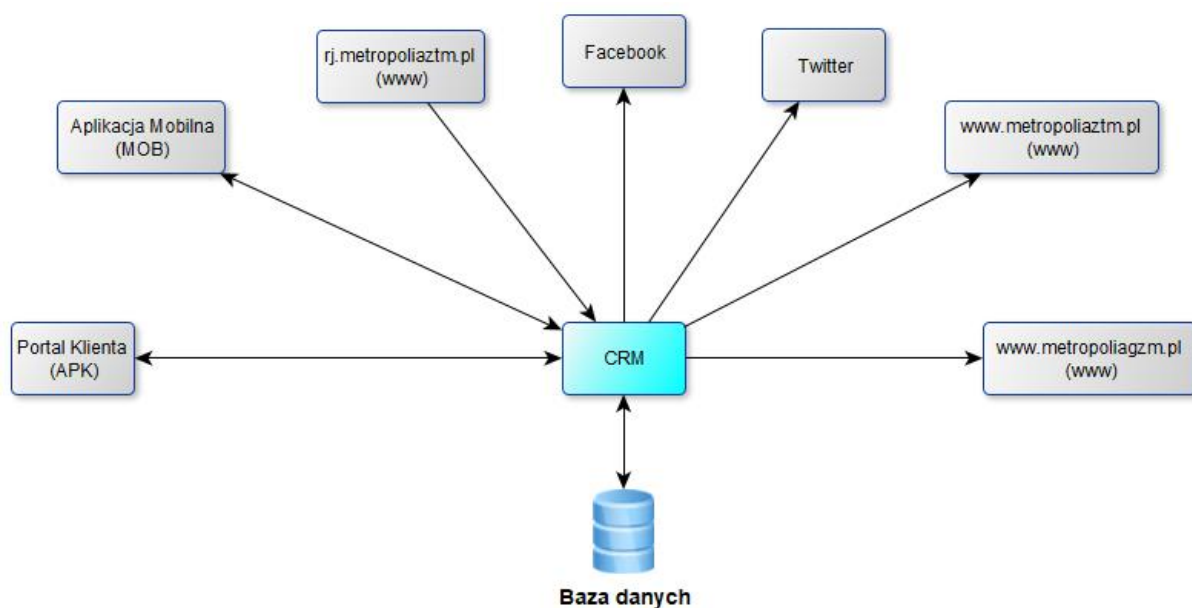 rj.metropoliaztm.pl
(www)
Facebook
Twitter
Aplikacja Mobilna
(MOB)
www.metropoliaztm.pl
(www)
Portal Klienta
(APK)
CRM
www.metropoliagzm.pl
(www)
Baza danych